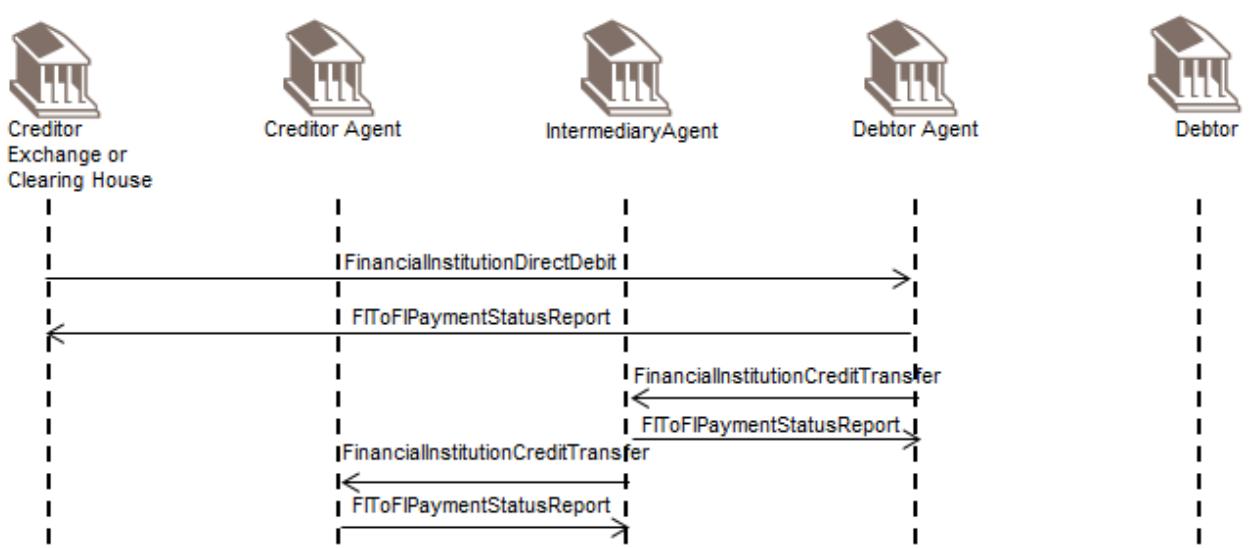 Creditor
Exchange or
Clearing House
Creditor Agent
IntermediaryAgent
Debtor Agent
Debtor
FinancialInstitutionDirectDebit
FIToFIPaymentStatusReport
FinancialInstitutionCreditTransfer
FIToFIPaymentStatusReport
FinancialInstitutionCreditTransfer
FIToFIPaymentStatusReport